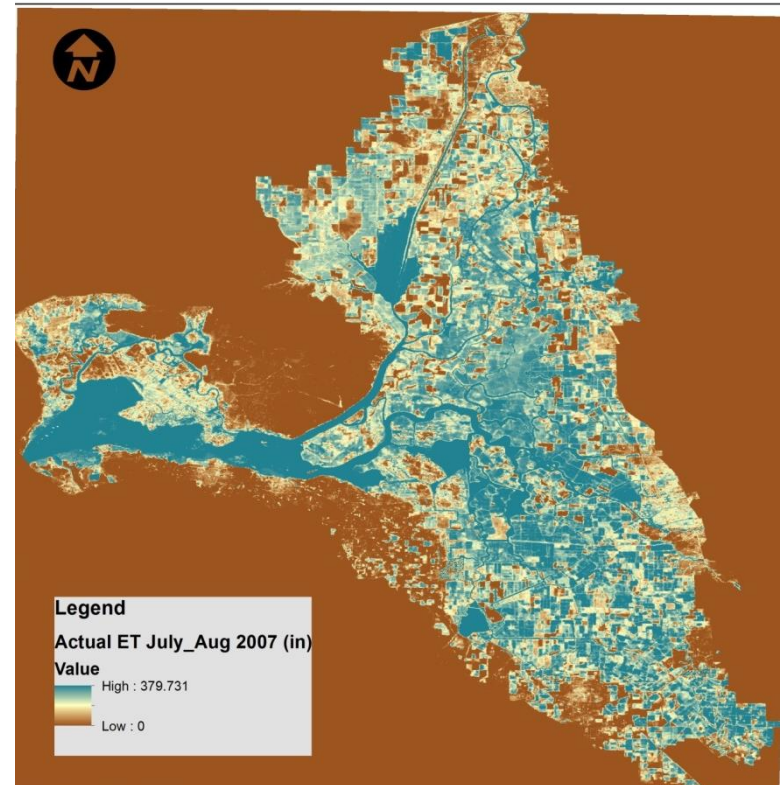 N
Legend
Actual ET July_Aug 2007 (in)
Value
High : 379.731
Low : 0